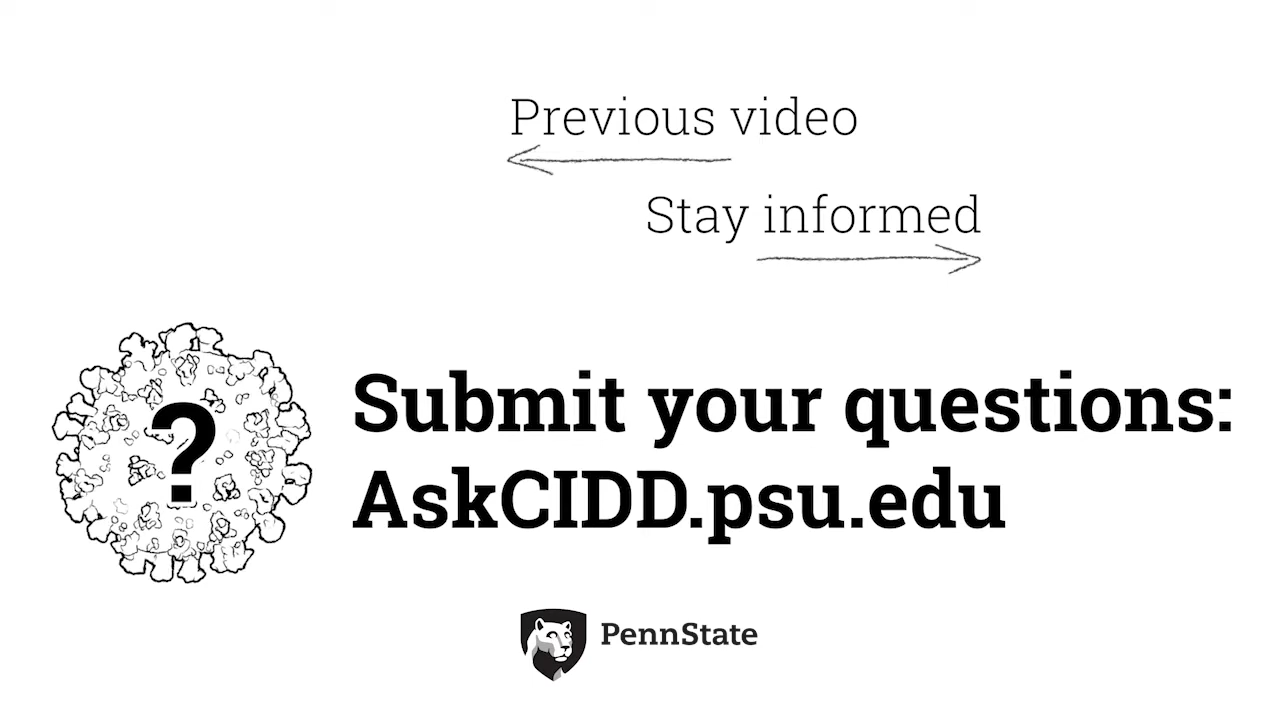 Previous video
Stay informed
?
Submit your questions:
AskCIDD.psu.edu
PennState